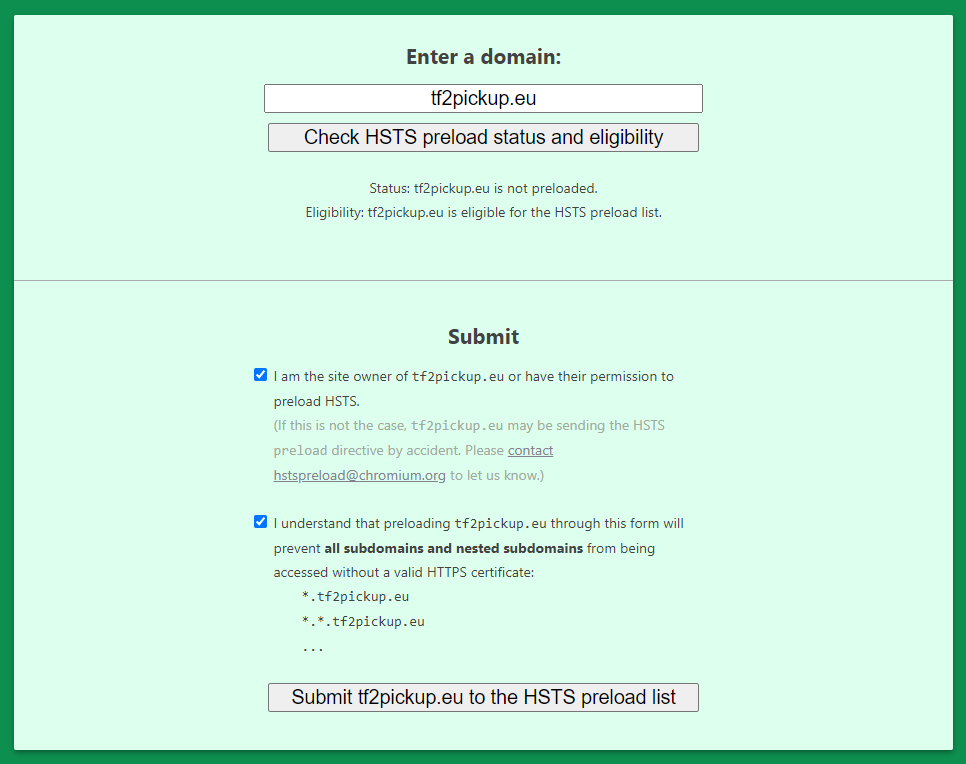 Enter a domain:
tf2pickup.eu
Check HSTS preload status and eligibility
Status: tf2pickup.eu is not preloaded.
Eligibility: tf2pickup.eu is eligible for the HSTS preload list.
Submit
I am the site owner of tf2pickup.eu or have their permission to
preload HSTS.
(If this is not the case, tf2pickup.eu may be sending the HSTS
preload directive by accident. Please contact
hstspreload@chromium.org to let us know.)
I understand that preloading tf2pickup.eu through this form will
prevent all subdomains and nested subdomains from being
accessed without a valid HTTPS certificate:
*.tf2pickup.eu
*.*.tf2pickup.eu
...
Submit tf2pickup.eu to the HSTS preload list